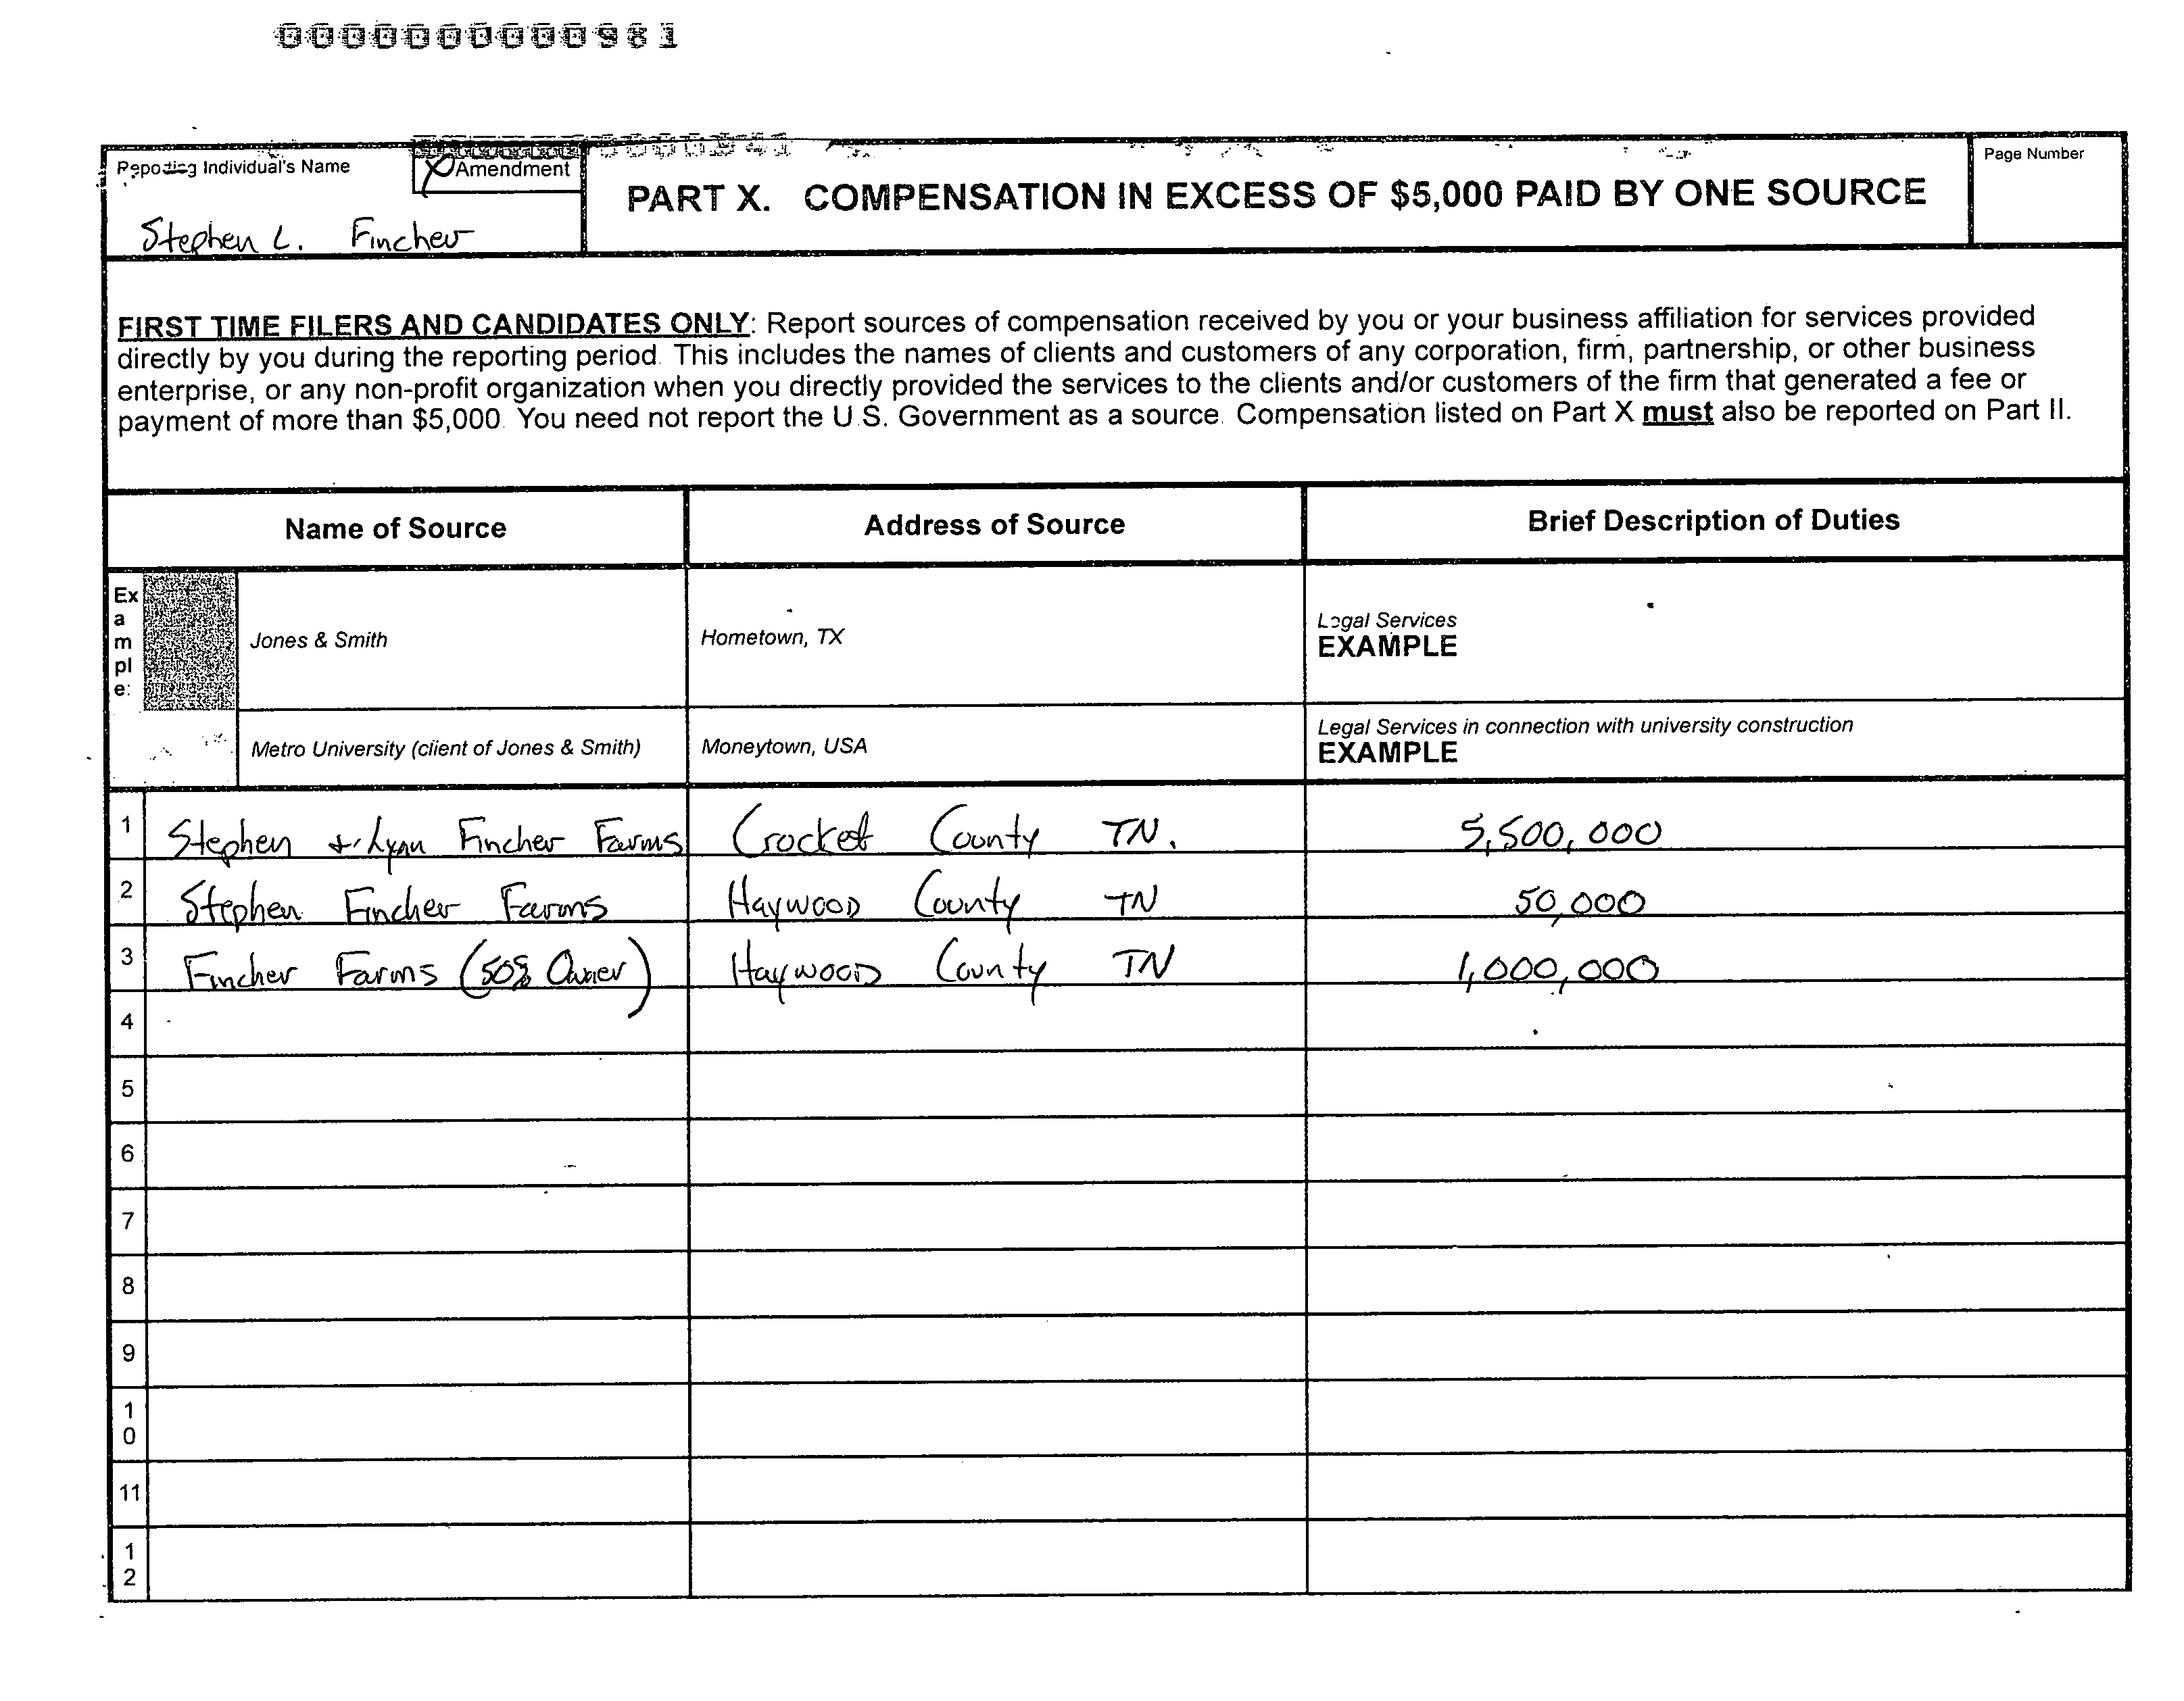 0000000000981
Reporting Individual's Name
Amendment
Stephen L. Fincher
PART X. COMPENSATION IN EXCESS OF $5,000 PAID BY ONE SOURCE
Page Number
FIRST TIME FILERS AND CANDIDATES ONLY: Report sources of compensation received by you or your business affiliation for services provided
directly by you during the reporting period. This includes the names of clients and customers of any corporation, firm, partnership, or other business
enterprise, or any non-profit organization when you directly provided the services to the clients and/or customers of the firm that generated a fee or
payment of more than $5,000. You need not report the U.S. Government as a source. Compensation listed on Part X must also be reported on Part II.
Name of Source Address of Source Brief Description of Duties
Example:
Jones & Smith Hometown, TX Legal Services
EXAMPLE
Metro University (client of Jones & Smith) Moneytown, USA Legal Services in connection with university construction
EXAMPLE
1 Stephen & Lynn Fincher Farms Crocket County TN. 5,500,000
2 Stephen Fincher Farms Haywood County TN 50,000
3 Fincher Farms (50% Owner) Haywood County TN 1,000,000
4
5
6
7
8
9
10
11
12